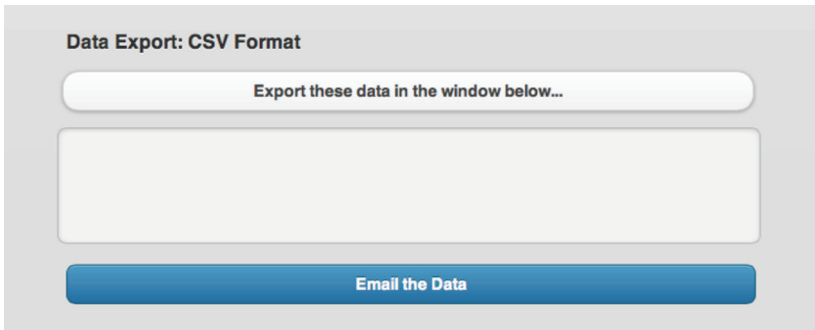 Data Export: CSV Format
Export these data in the window below...
Email the Data